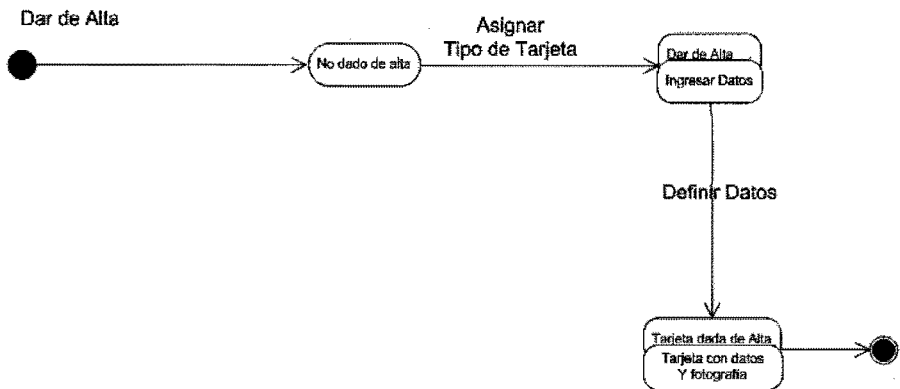 Dar de Alta
Asignar
Tipo de Tarjeta
No dado de alta
Dar de Alta
Ingresar Datos
Definir Datos
Tarjeta dada de Alta
Tarjeta con datos
Y fotografía